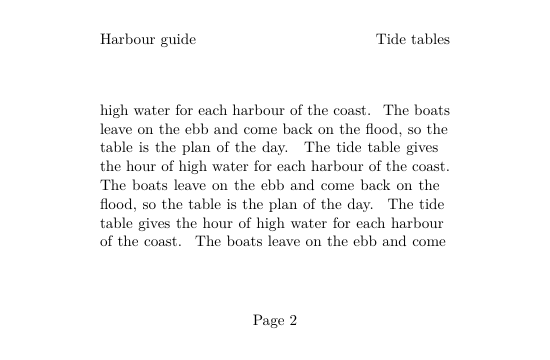 Harbour guide Tide tables
high water for each harbour of the coast. The boats
leave on the ebb and come back on the flood, so the
table is the plan of the day. The tide table gives
the hour of high water for each harbour of the coast.
The boats leave on the ebb and come back on the
flood, so the table is the plan of the day. The tide
table gives the hour of high water for each harbour
of the coast. The boats leave on the ebb and come
Page 2